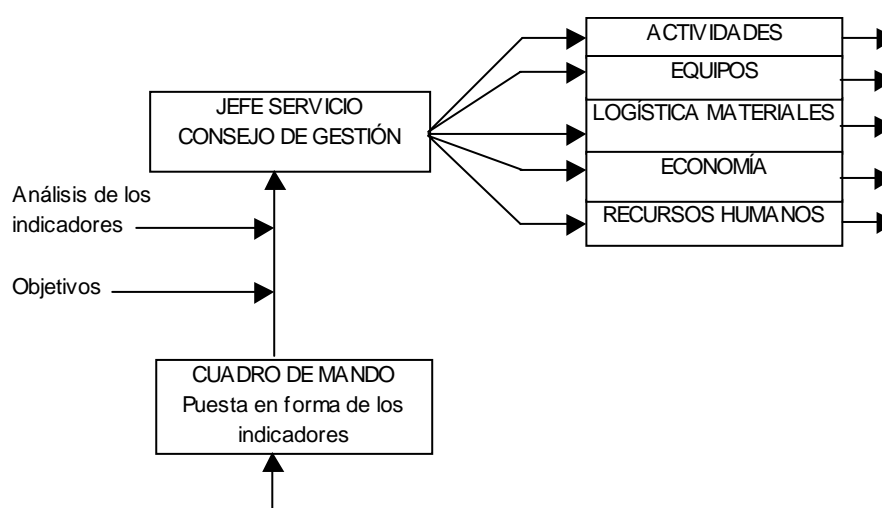 ACTIVIDADES
EQUIPOS
LOGÍSTICA MATERIALES
ECONOMÍA
RECURSOS HUMANOS
JEFE SERVICIO
CONSEJO DE GESTIÓN
Análisis de los
indicadores
Objetivos
CUADRO DE MANDO
Puesta en forma de los
indicadores